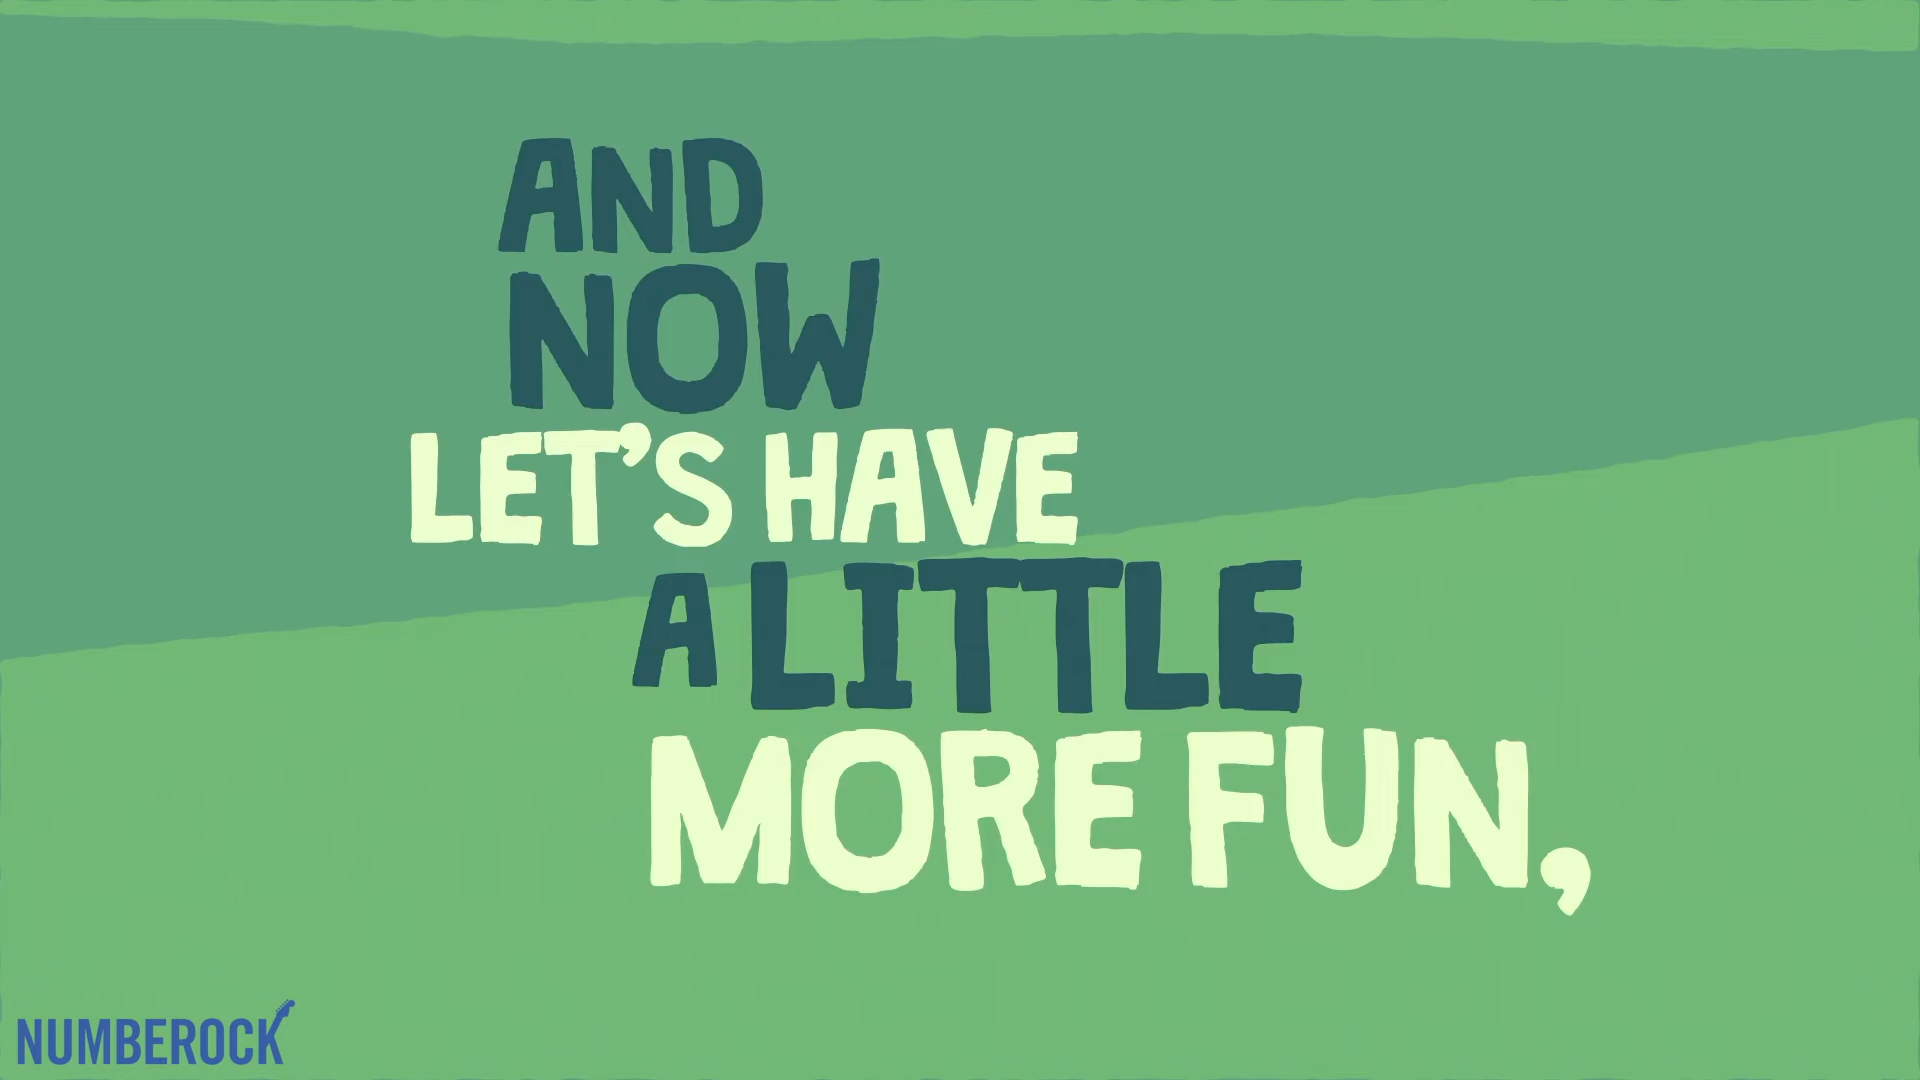 AND
NOW
LET'S HAVE
A LITTLE
MORE FUN,
NUMBEROCK